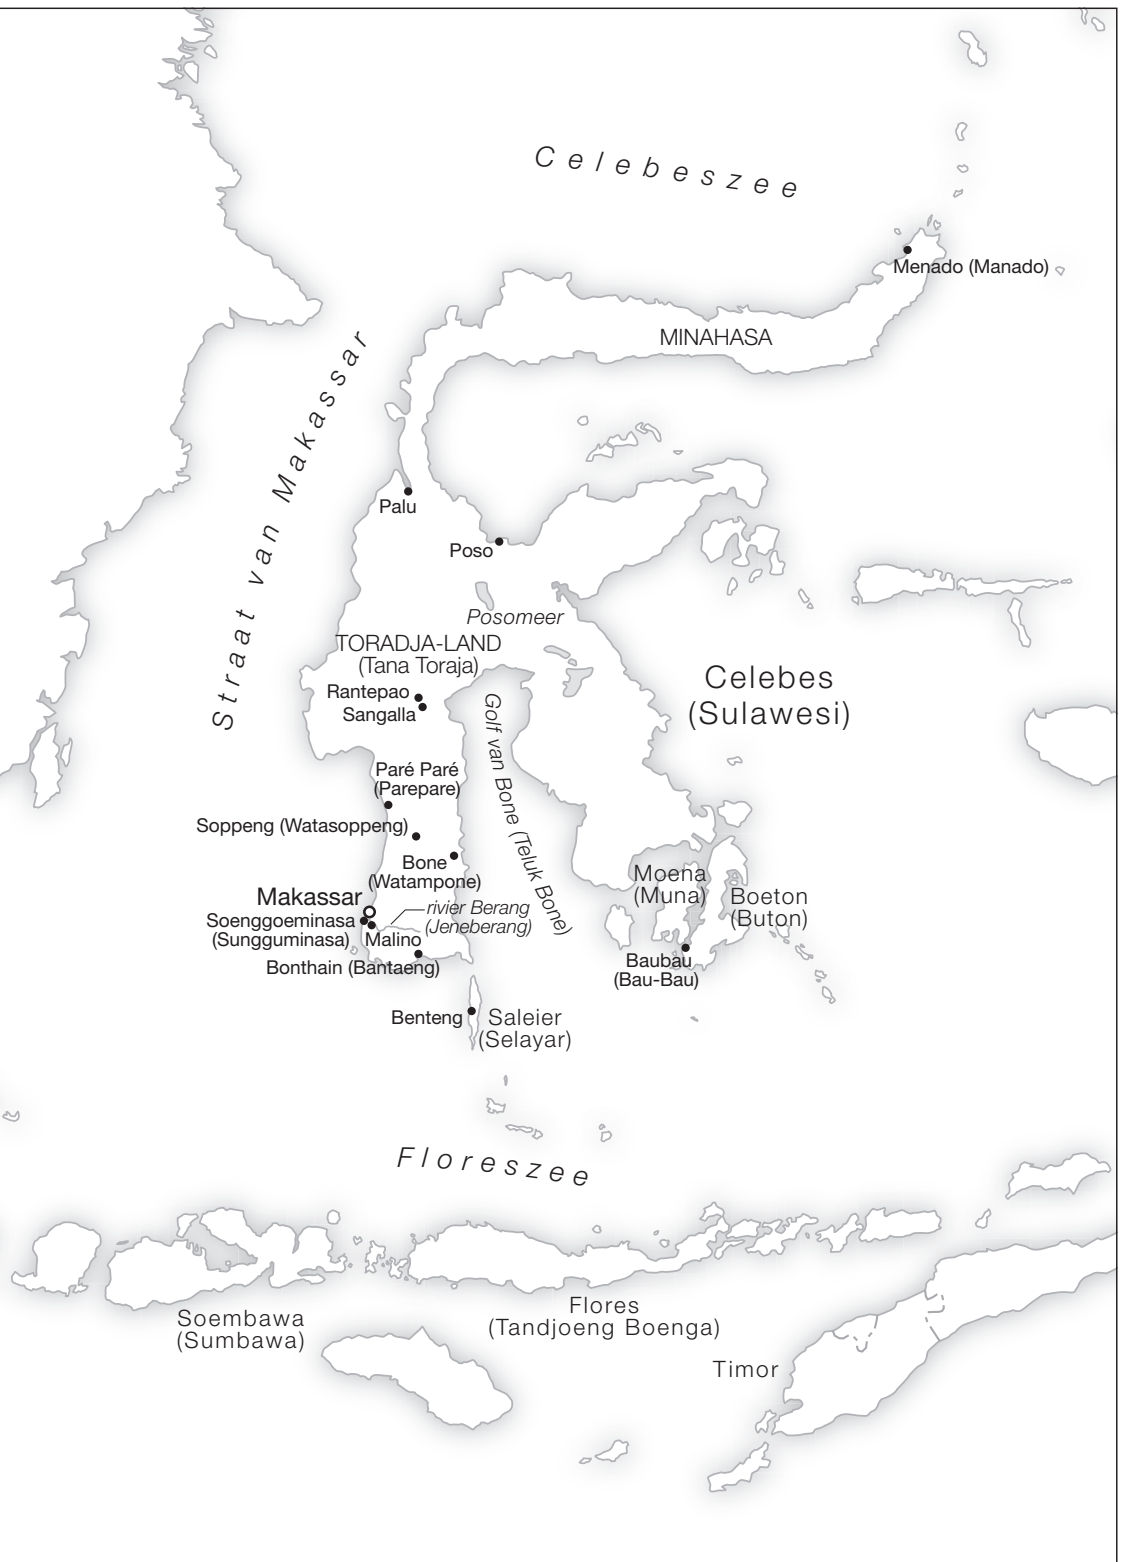 Celebeszee
Menado (Manado)
MINAHASA
Straat van Makassar
Palu
Poso
Posomeer
TORADJA-LAND
(Tana Toraja)
Celebes
(Sulawesi)
Rantepao
Sangalla
Golf van Bone (Teluk Bone)
Paré Paré
(Parepare)
Soppeng (Watasoppeng)
Bone
(Watampone)
Moena
(Muna)
Boeton
(Buton)
Makassar
rivier Berang
(Jeneberang)
Soenggoeminasa
(Sungguminasa)
Malino
Bonthain (Bantaeng)
Baubau
(Bau-Bau)
Benteng
Saleier
(Selayar)
Floreszee
Soembawa
(Sumbawa)
Flores
(Tandjoeng Boenga)
Timor